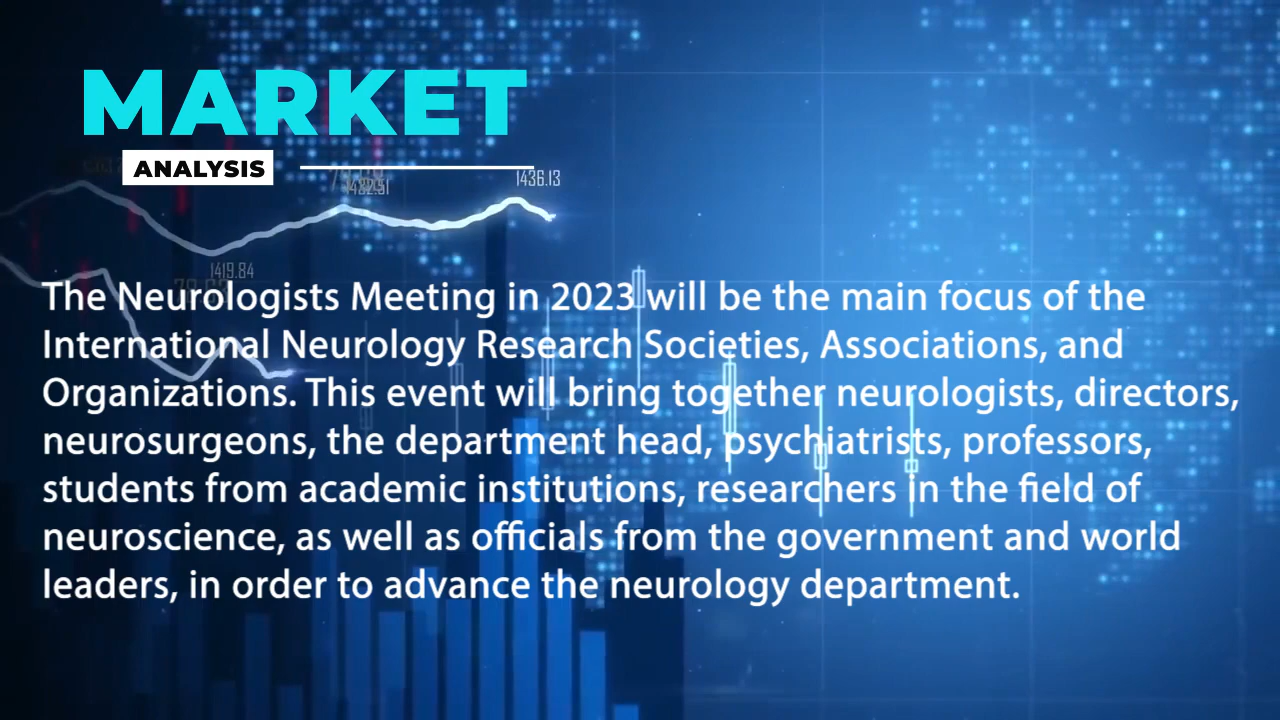 MARKET
ANALYSIS
1436.13
1419.84
The Neurologists Meeting in 2023 will be the main focus of the
International Neurology Research Societies, Associations, and
Organizations. This event will bring together neurologists, directors,
neurosurgeons, the department head, psychiatrists, professors,
students from academic institutions, researchers in the field of
neuroscience, as well as officials from the government and world
leaders, in order to advance the neurology department.